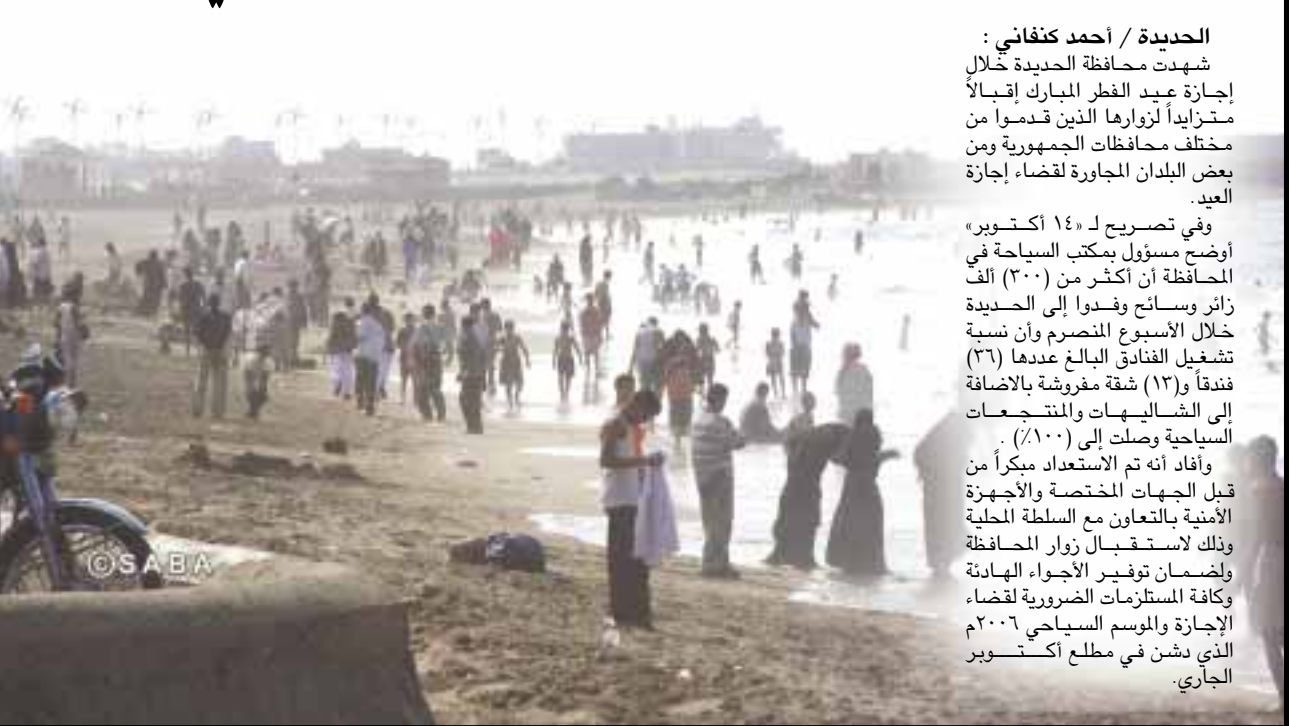 الحديدة / أحمد كنفاني :
شهدت محافظة الحديدة خلال
إجازة عيد الفطر المبارك إقبالاً
متزايداً لزوارها الذين قدموا من
مختلف محافظات الجمهورية ومن
بعض البلدان المجاورة لقضاء إجازة
العيد.
وفي تصريح لـ «١٤ أكتوبر»
أوضح مسؤول بمكتب السياحة في
المحافظة أن أكثر من (٣٠٠) ألف
زائر وسائح وفدوا إلى الحديدة
خلال الأسبوع المنصرم وأن نسبة
تشغيل الفنادق البالغ عددها (٣٦)
فندقاً و(١٣) شقة مفروشة بالاضافة
إلى الشاليهات والمنتجعات
السياحية وصلت إلى (١٠٠٪) .
وأفاد أنه تم الاستعداد مبكراً من
قبل الجهات المختصة والأجهزة
الأمنية بالتعاون مع السلطة المحلية
وذلك لاستقبال زوار المحافظة
ولضمان توفير الأجواء الهادئة
وكافة المستلزمات الضرورية لقضاء
الإجازة والموسم السياحي ٢٠٠٦م
الذي دشن في مطلع أكتوبر
الجاري.
©SABA